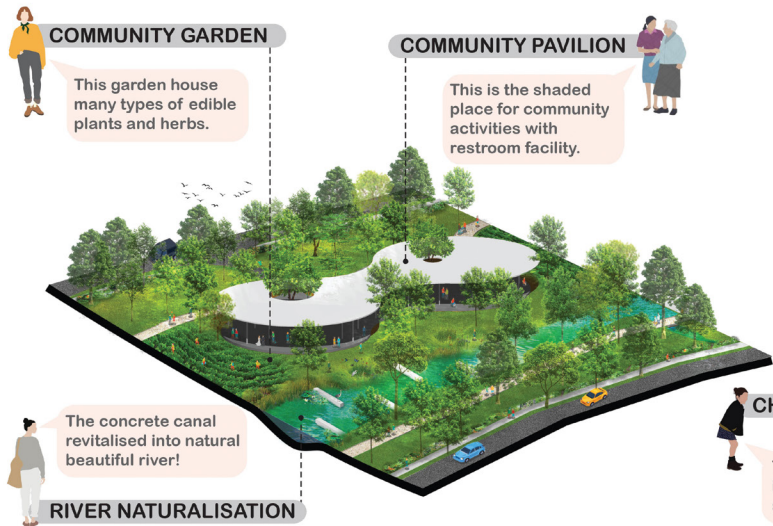 COMMUNITY GARDEN
This garden house
many types of edible
plants and herbs.
COMMUNITY PAVILION
This is the shaded
place for community
activities with
restroom facility.
The concrete canal
revitalised into natural
beautiful river!
RIVER NATURALISATION
CH